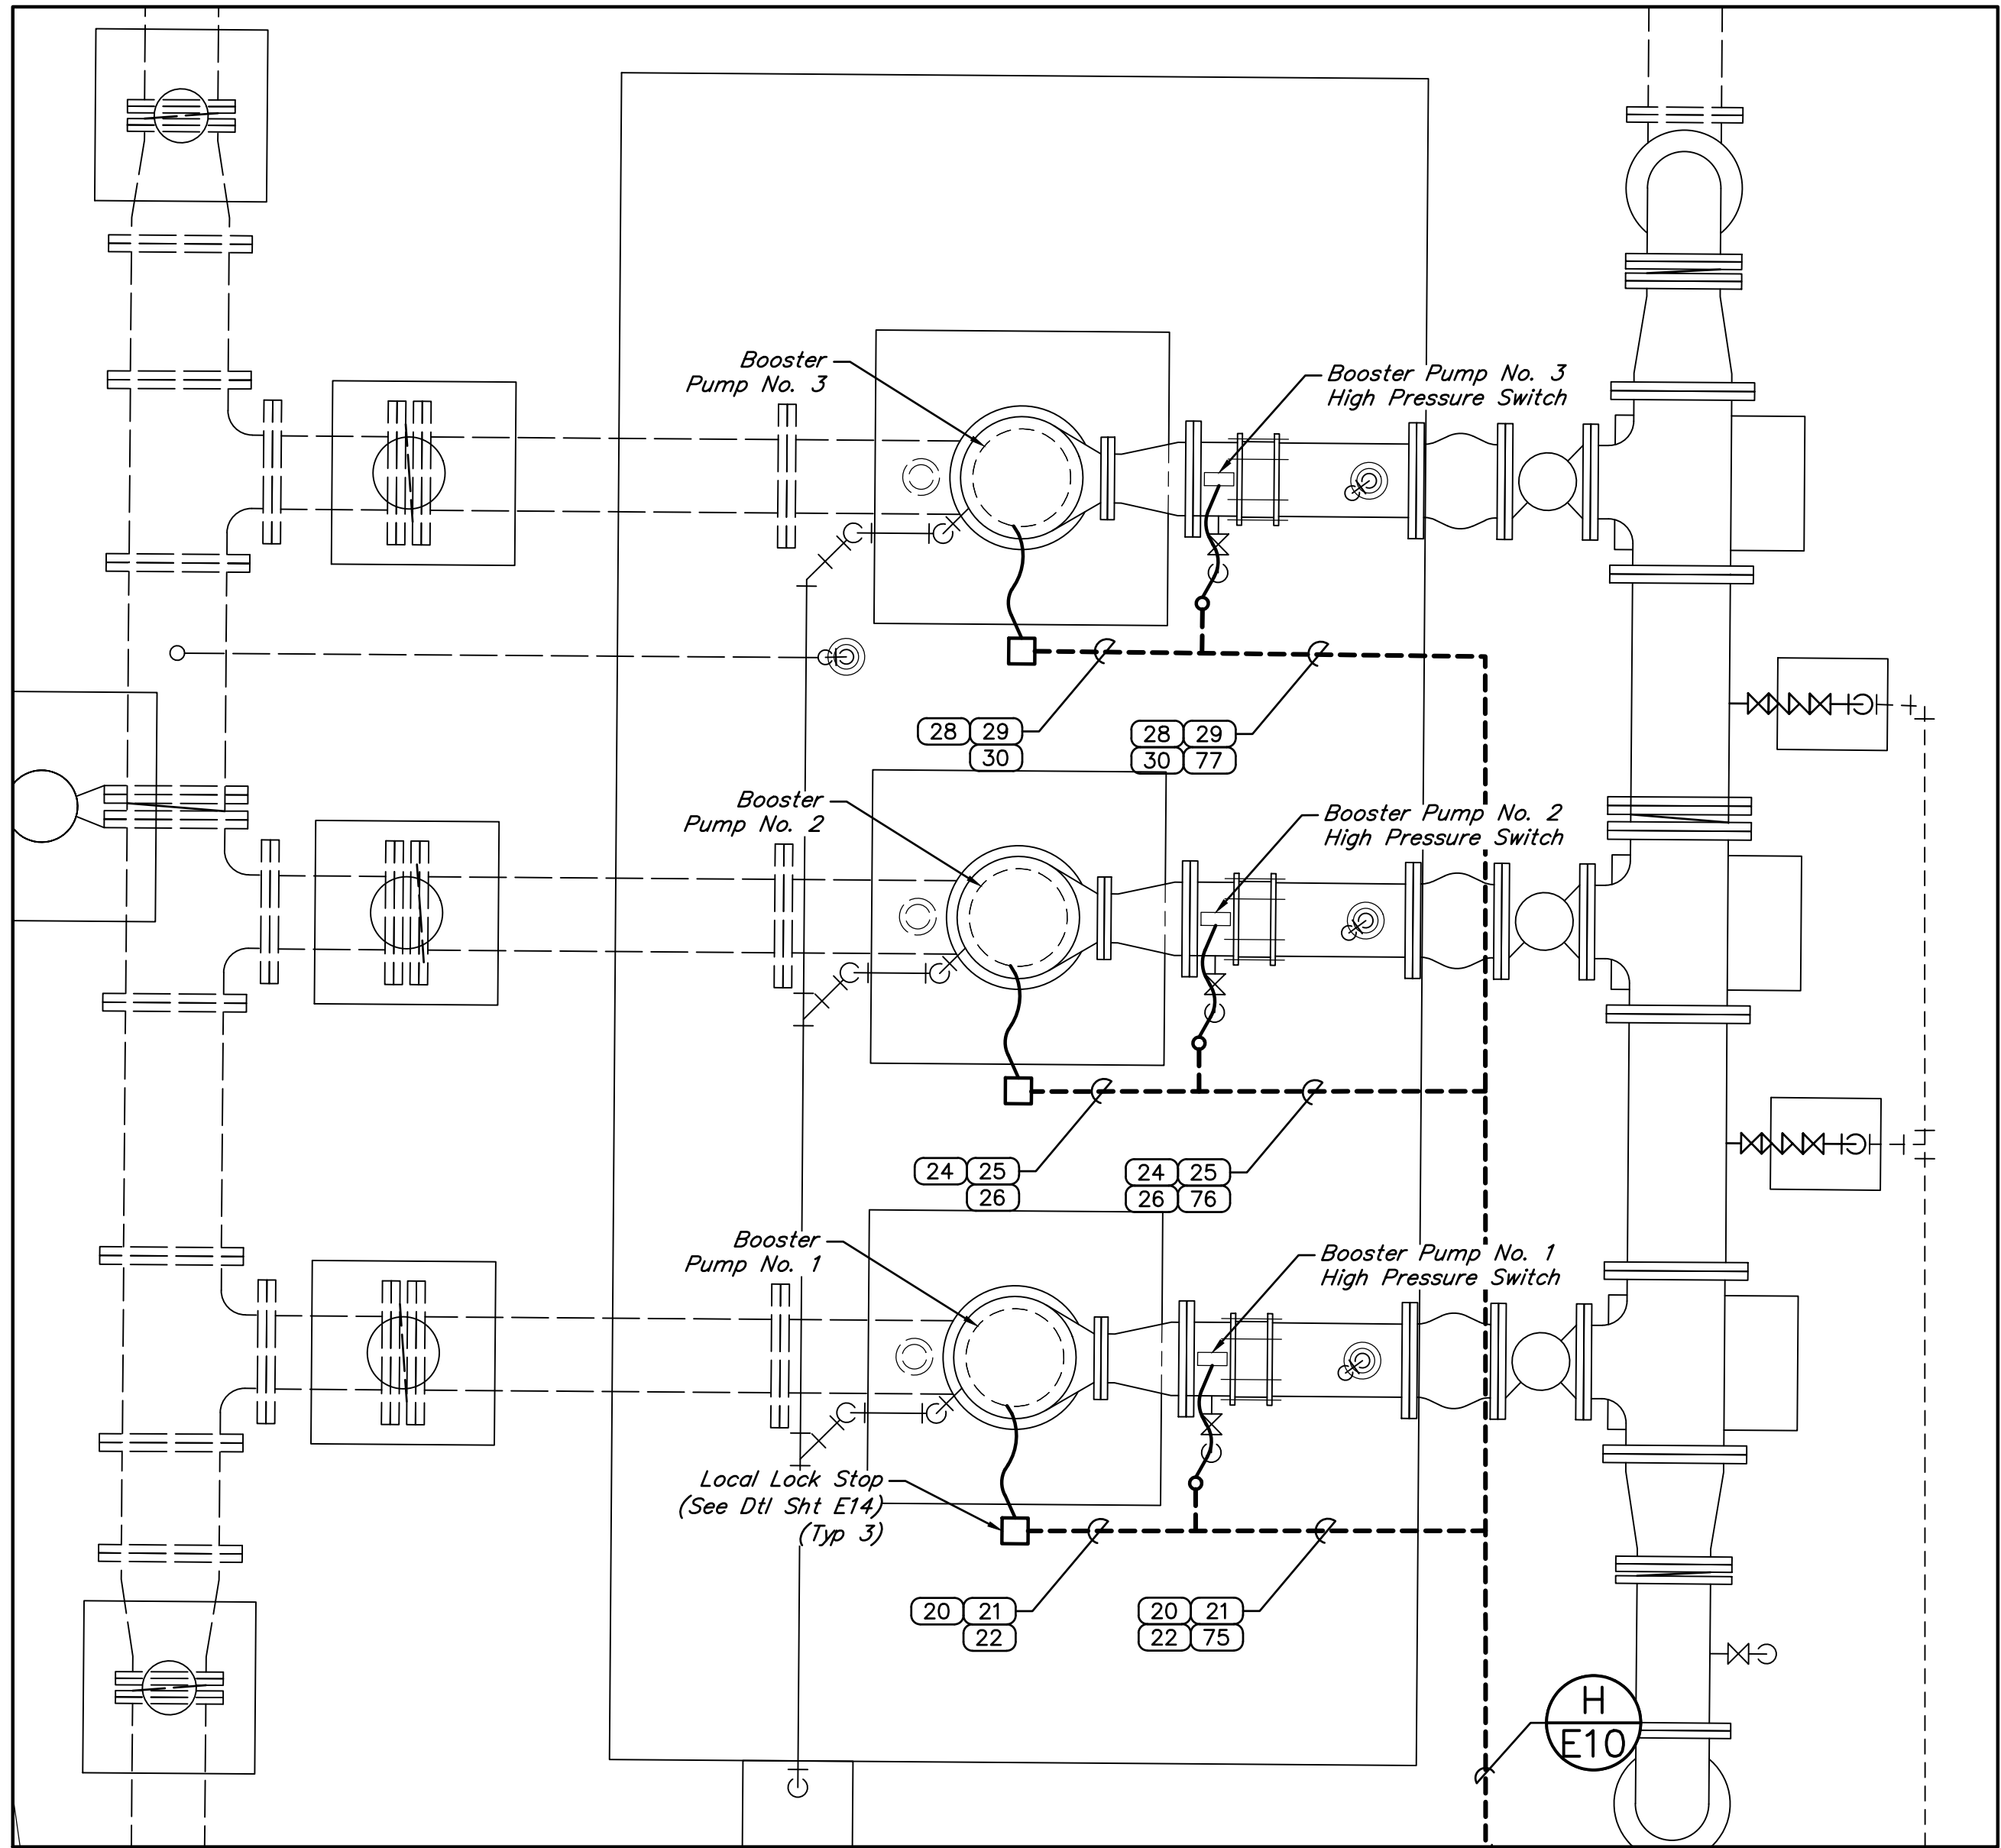 Booster
Pump No. 3
Booster Pump No. 3
High Pressure Switch
28 29
30
28 29
30 77
Booster
Pump No. 2
Booster Pump No. 2
High Pressure Switch
24 25
26
24 25
26 76
Booster
Pump No. 1
Booster Pump No. 1
High Pressure Switch
Local Lock Stop
(See Dtl Sht E14)
(Typ 3)
20 21
22
20 21
22 75
H
E10